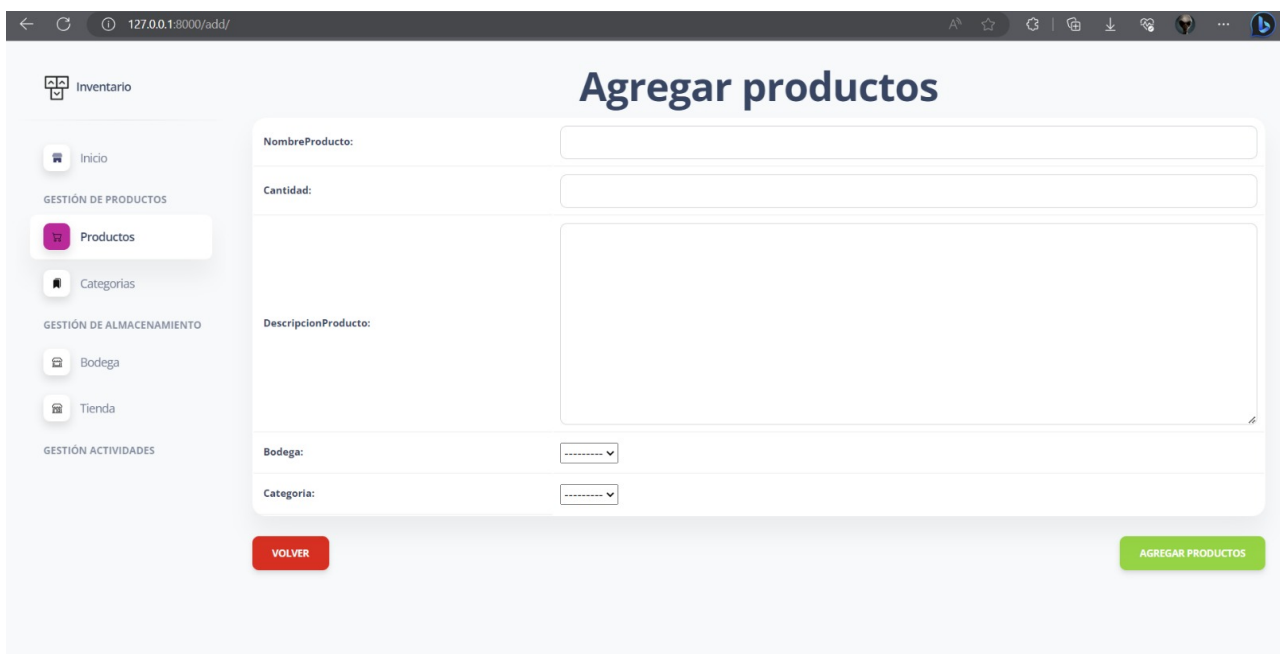 127.0.0.1:8000/add/
Inventario
Agregar productos
Inicio
GESTIÓN DE PRODUCTOS
Productos
Categorias
GESTIÓN DE ALMACENAMIENTO
Bodega
Tienda
GESTIÓN ACTIVIDADES
NombreProducto:
Cantidad:
DescripcionProducto:
Bodega: ---------
Categoria: ---------
VOLVER
AGREGAR PRODUCTOS